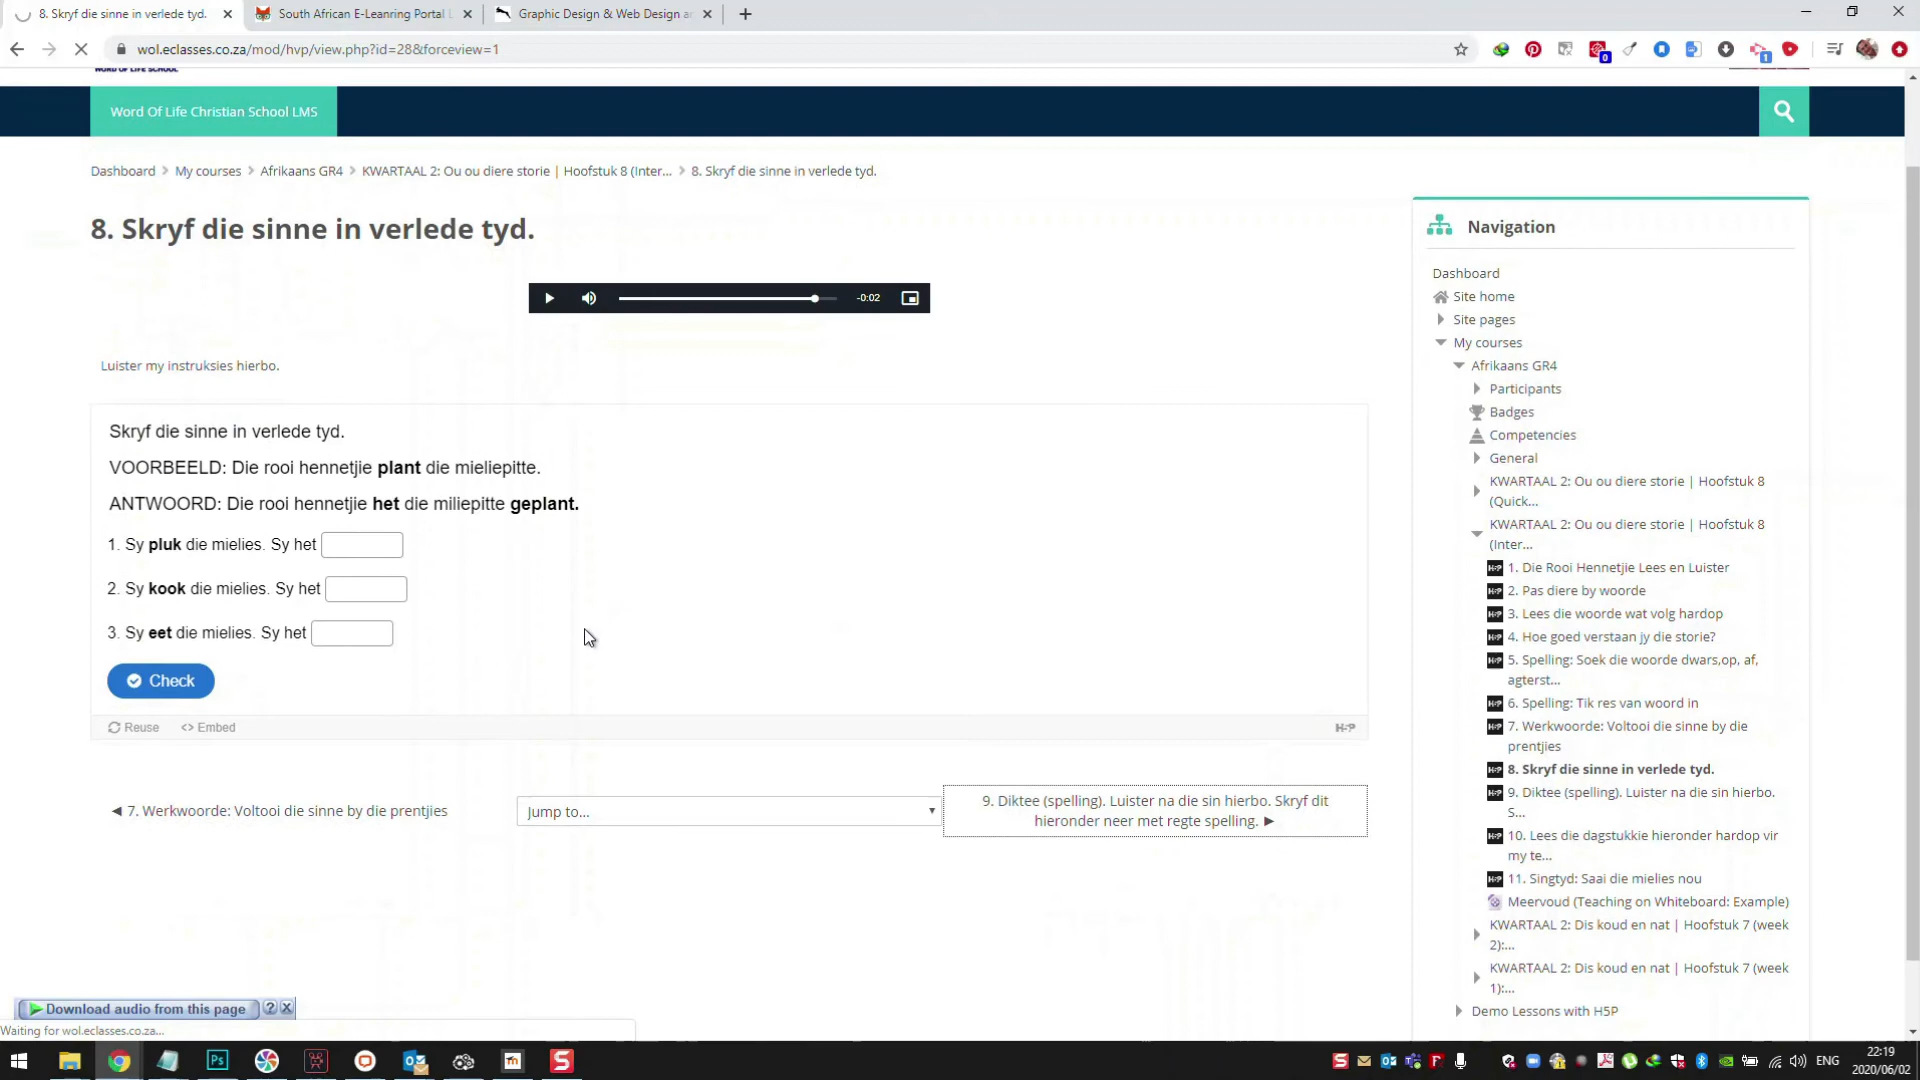 8. Skryf die sinne in verlede tyd.
South African E-Leanring Portal
Graphic Design & Web Design a
wol.eclasses.co.za/mod/hvp/view.php?id=28&forceview=1
WORD OF LIFE SCHOOL
Word Of Life Christian School LMS
Dashboard
My courses
Afrikaans GR4
KWARTAAL 2: Ou ou diere storie | Hoofstuk 8 (Inter...
8. Skryf die sinne in verlede tyd.
8. Skryf die sinne in verlede tyd.
-0:02
Luister my instruksies hierbo.
Skryf die sinne in verlede tyd.
VOORBEELD: Die rooi hennetjie plant die mieliepitte.
ANTWOORD: Die rooi hennetjie het die miliepitte geplant.
1. Sy pluk die mielies. Sy het
2. Sy kook die mielies. Sy het
3. Sy eet die mielies. Sy het
Check
Reuse
<> Embed
H5P
◄ 7. Werkwoorde: Voltooi die sinne by die prentjies
Jump to...
9. Diktee (spelling). Luister na die sin hierbo. Skryf dit
hieronder neer met regte spelling. ►
Navigation
Dashboard
Site home
Site pages
My courses
Afrikaans GR4
Participants
Badges
Competencies
General
KWARTAAL 2: Ou ou diere storie | Hoofstuk 8
(Quick...
KWARTAAL 2: Ou ou diere storie | Hoofstuk 8
(Inter...
1. Die Rooi Hennetjie Lees en Luister
2. Pas diere by woorde
3. Lees die woorde wat volg hardop
4. Hoe goed verstaan jy die storie?
5. Spelling: Soek die woorde dwars,op, af,
agterst...
6. Spelling: Tik res van woord in
7. Werkwoorde: Voltooi die sinne by die
prentjies
8. Skryf die sinne in verlede tyd.
9. Diktee (spelling). Luister na die sin hierbo.
S...
10. Lees die dagstukkie hieronder hardop vir
my te...
11. Singtyd: Saai die mielies nou
Meervoud (Teaching on Whiteboard: Example)
KWARTAAL 2: Dis koud en nat | Hoofstuk 7 (week
2):...
KWARTAAL 2: Dis koud en nat | Hoofstuk 7 (week
1):...
Demo Lessons with H5P
Download audio from this page
Waiting for wol.eclasses.co.za...
ENG
22:19
2020/06/02